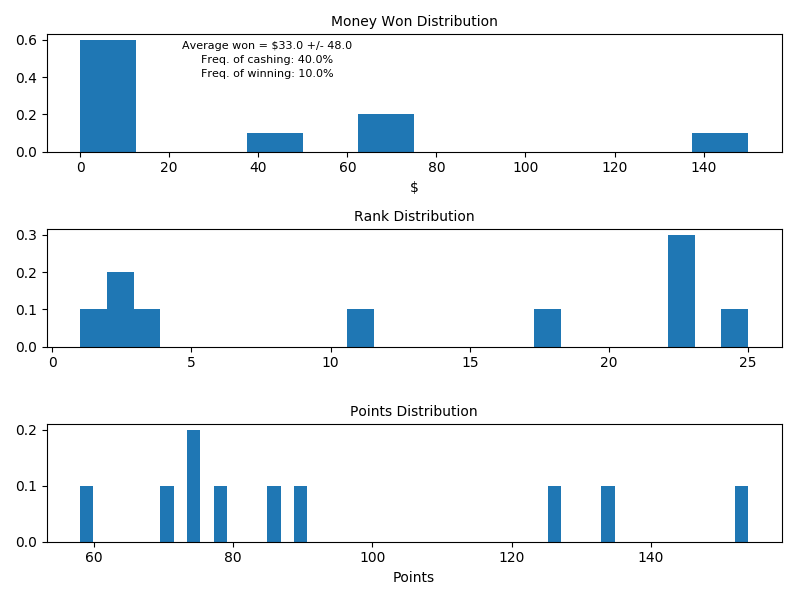 Money Won Distribution
0.6
0.4
0.2
0.0
Average won = $33.0 +/- 48.0
Freq. of cashing: 40.0%
Freq. of winning: 10.0%
0 20 40 60 80 100 120 140
$
Rank Distribution
0.3
0.2
0.1
0.0
0 5 10 15 20 25
Points Distribution
0.2
0.1
0.0
60 80 100 120 140
Points